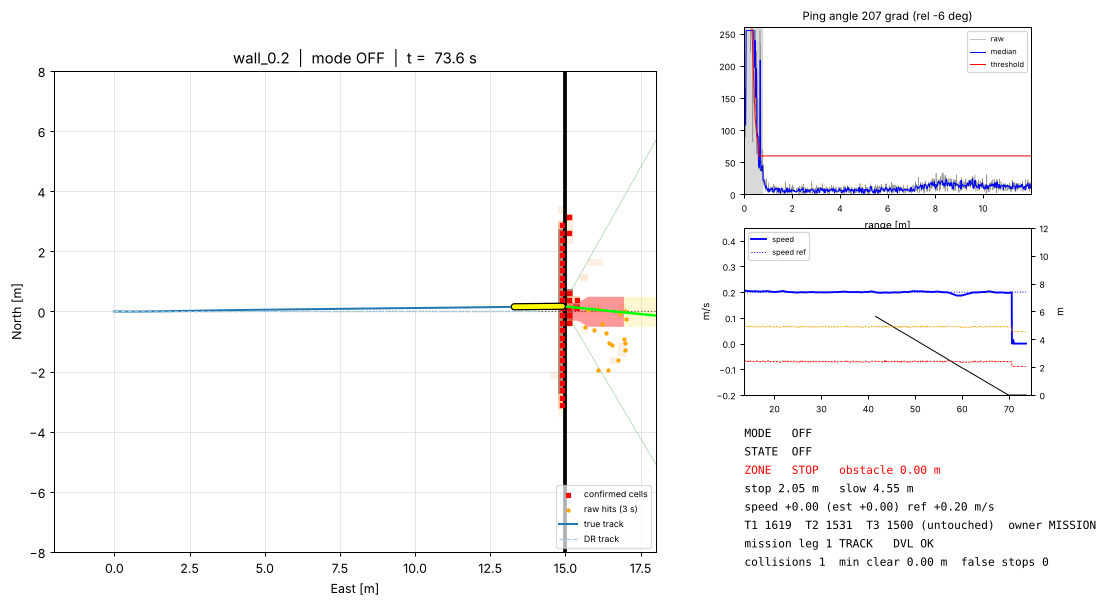 wall_0.2 | mode OFF | t = 73.6 s
8
6
4
2
0
−2
−4
−6
−8
North [m]
0.0 2.5 5.0 7.5 10.0 12.5 15.0 17.5
East [m]
confirmed cells
raw hits (3 s)
true track
DR track
Ping angle 207 grad (rel -6 deg)
250
200
150
100
50
0
raw
median
threshold
0 2 4 6 8 10
range [m]
0.4
0.3
0.2
0.1
0.0
−0.1
−0.2
m/s
speed
speed ref
12
10
8
6
4
2
0
m
20 30 40 50 60 70
MODE OFF
STATE OFF
ZONE STOP obstacle 0.00 m
stop 2.05 m slow 4.55 m
speed +0.00 (est +0.00) ref +0.20 m/s
T1 1619 T2 1531 T3 1500 (untouched) owner MISSION
mission leg 1 TRACK DVL OK
collisions 1 min clear 0.00 m false stops 0